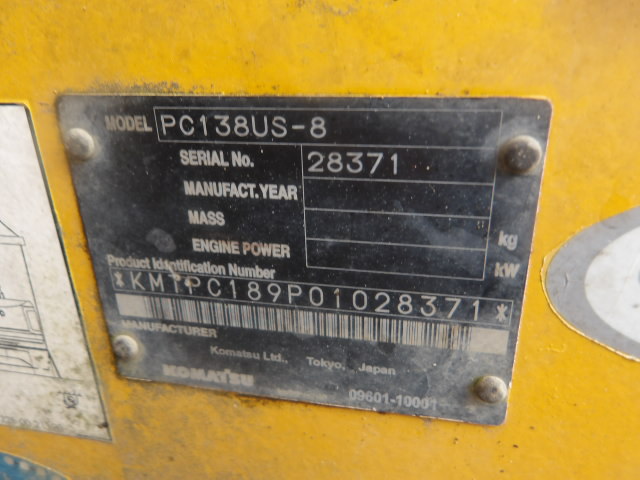 MODEL PC138US-8
SERIAL No. 28371
MANUFACT.YEAR
MASS kg
ENGINE POWER kW
Product Identification Number
*KMTPC189P01028371*
MANUFACTURER
Komatsu Ltd., Tokyo, Japan
KOMATSU
09601-10001